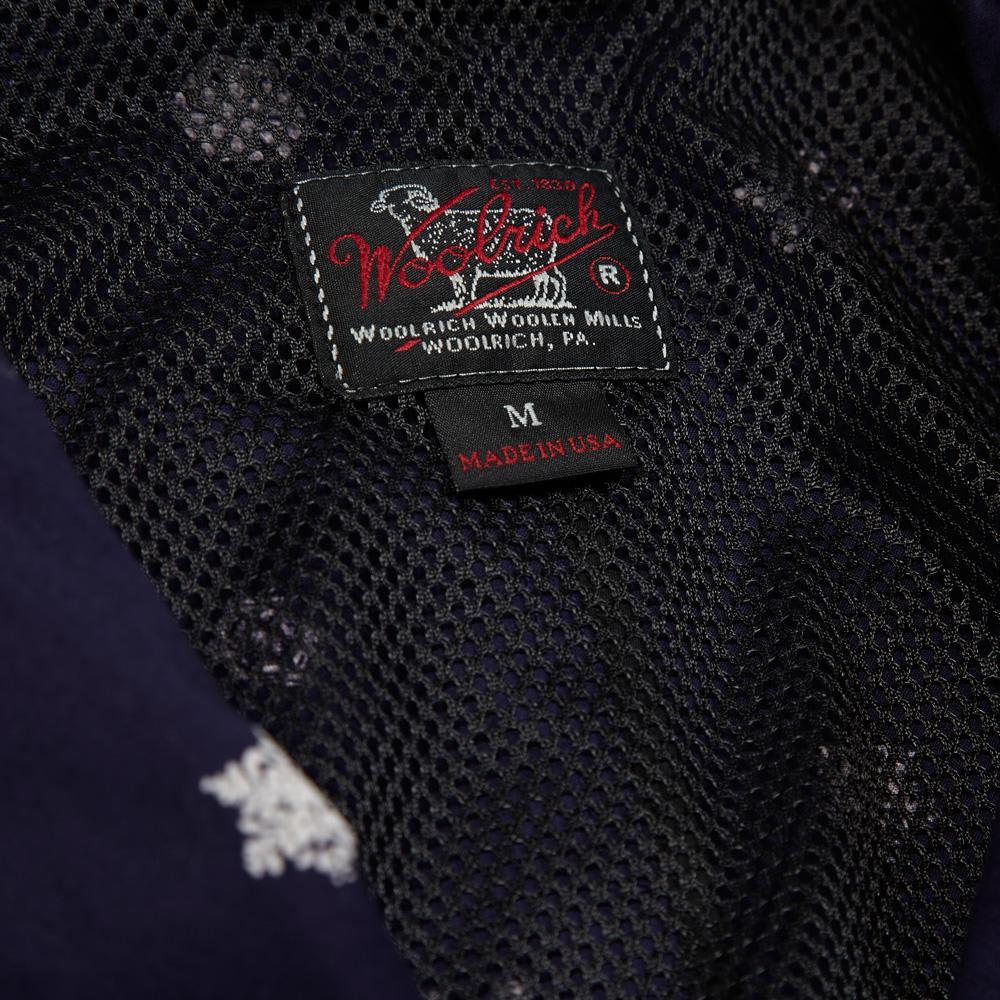 EST. 1830
Woolrich
R
WOOLRICH WOOLEN MILLS
WOOLRICH, PA.
M
MADE IN USA